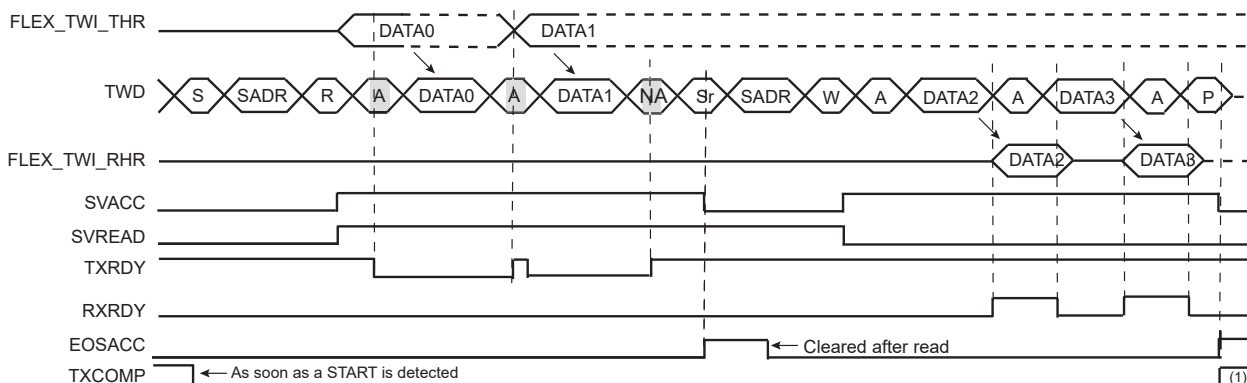 FLEX_TWI_THR DATA0 DATA1
TWD S SADR R A DATA0 A DATA1 NA Sr SADR W A DATA2 A DATA3 A P
FLEX_TWI_RHR DATA2 DATA3
SVACC
SVREAD
TXRDY
RXRDY
EOSACC Cleared after read
TXCOMP As soon as a START is detected (1)